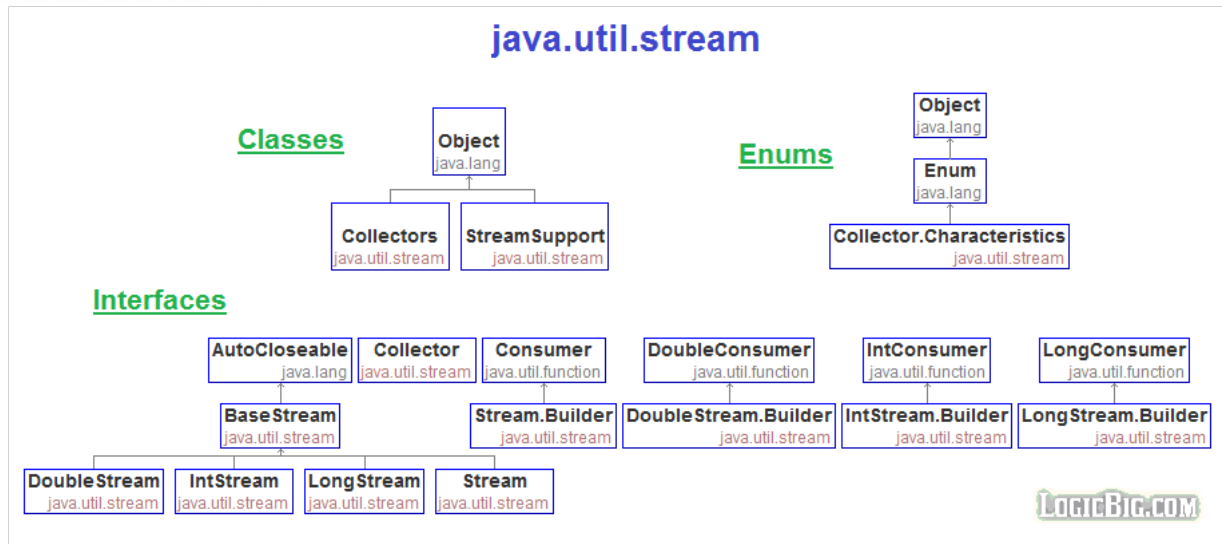 java.util.stream
Classes
Object
java.lang
Collectors
java.util.stream
StreamSupport
java.util.stream
Enums
Object
java.lang
Enum
java.lang
Collector.Characteristics
java.util.stream
Interfaces
AutoCloseable
java.lang
Collector
java.util.stream
Consumer
java.util.function
DoubleConsumer
java.util.function
IntConsumer
java.util.function
LongConsumer
java.util.function
BaseStream
java.util.stream
Stream.Builder
java.util.stream
DoubleStream.Builder
java.util.stream
IntStream.Builder
java.util.stream
LongStream.Builder
java.util.stream
DoubleStream
java.util.stream
IntStream
java.util.stream
LongStream
java.util.stream
Stream
java.util.stream
LogicBig.com